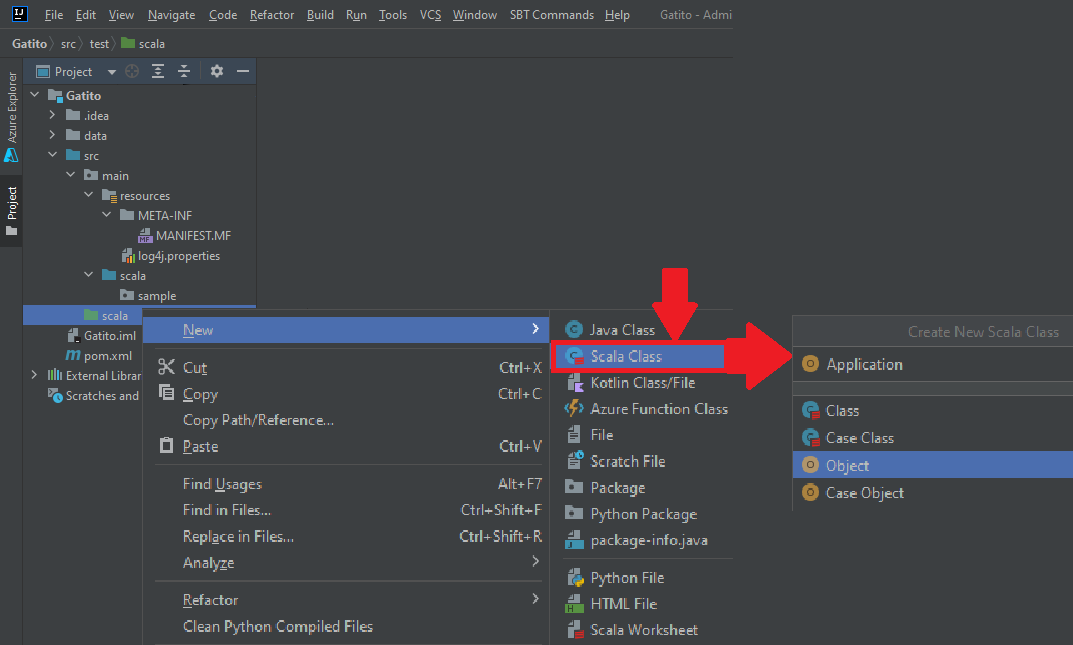 IJ File Edit View Navigate Code Refactor Build Run Tools VCS Window SBT Commands Help Gatito - Admi
Gatito src test scala
Project
Azure Explorer
Project
Gatito
.idea
data
src
main
resources
META-INF
MF MANIFEST.MF
log4j.properties
scala
sample
scala
Gatito.iml
m pom.xml
External Librar
Scratches and
New
Cut Ctrl+X
Copy Ctrl+C
Copy Path/Reference...
Paste Ctrl+V
Find Usages Alt+F7
Find in Files... Ctrl+Shift+F
Replace in Files... Ctrl+Shift+R
Analyze
Refactor
Clean Python Compiled Files
C Java Class
C Scala Class
Kotlin Class/File
Azure Function Class
File
Scratch File
Package
Python Package
J package-info.java
Python File
H HTML File
Scala Worksheet
Create New Scala Class
O Application
C Class
C Case Class
O Object
O Case Object